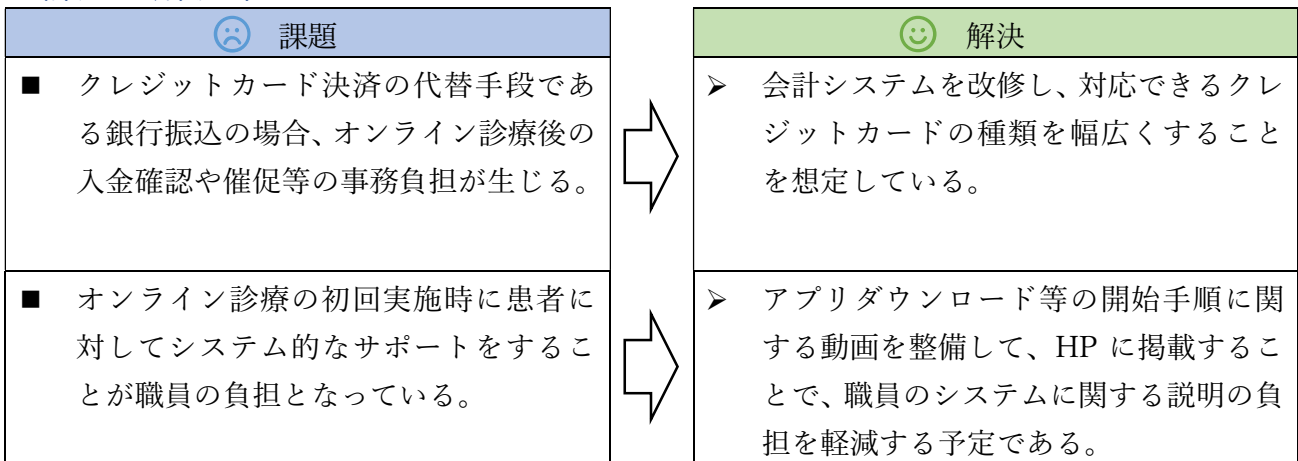 課題
■ クレジットカード決済の代替手段であ
る銀行振込の場合、オンライン診療後の
入金確認や催促等の事務負担が生じる。
■ オンライン診療の初回実施時に患者に
対してシステム的なサポートをするこ
とが職員の負担となっている。
解決
➢ 会計システムを改修し、対応できるクレ
ジットカードの種類を幅広くすること
を想定している。
➢ アプリダウンロード等の開始手順に関
する動画を整備して、HP に掲載するこ
とで、職員のシステムに関する説明の負
担を軽減する予定である。